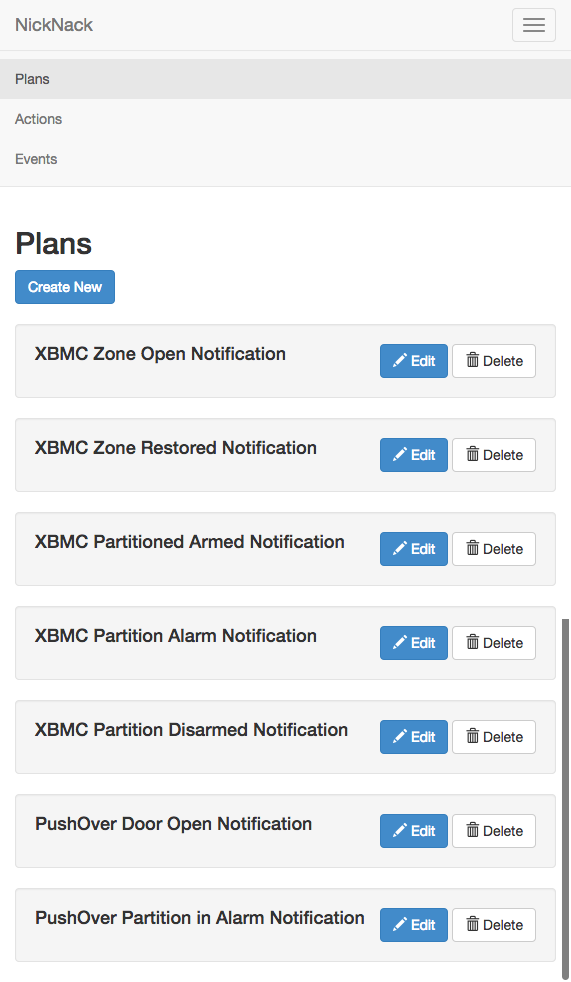 NickNack
Plans
Actions
Events
Plans
Create New
XBMC Zone Open Notification Edit Delete
XBMC Zone Restored Notification Edit Delete
XBMC Partitioned Armed Notification Edit Delete
XBMC Partition Alarm Notification Edit Delete
XBMC Partition Disarmed Notification Edit Delete
PushOver Door Open Notification Edit Delete
PushOver Partition in Alarm Notification Edit Delete